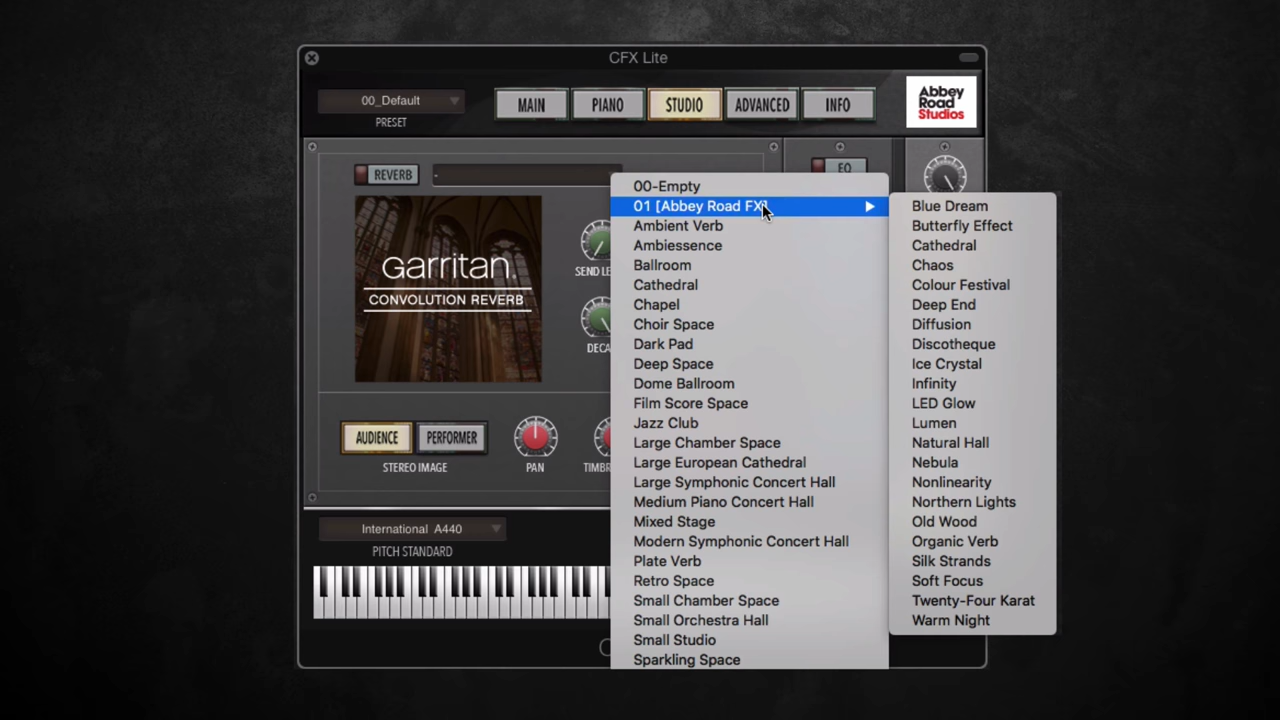 CFX Lite
00_Default
PRESET
MAIN
PIANO
STUDIO
ADVANCED
INFO
Abbey
Road
Studios
REVERB
-
EQ
garritan.
CONVOLUTION REVERB
AUDIENCE
PERFORMER
STEREO IMAGE
PAN
International A440
PITCH STANDARD
00-Empty
01 [Abbey Road FX]
Ambient Verb
Ambiessence
Ballroom
Cathedral
Chapel
Choir Space
Dark Pad
Deep Space
Dome Ballroom
Film Score Space
Jazz Club
Large Chamber Space
Large European Cathedral
Large Symphonic Concert Hall
Medium Piano Concert Hall
Mixed Stage
Modern Symphonic Concert Hall
Plate Verb
Retro Space
Small Chamber Space
Small Orchestra Hall
Small Studio
Sparkling Space
Blue Dream
Butterfly Effect
Cathedral
Chaos
Colour Festival
Deep End
Diffusion
Discotheque
Ice Crystal
Infinity
LED Glow
Lumen
Natural Hall
Nebula
Nonlinearity
Northern Lights
Old Wood
Organic Verb
Silk Strands
Soft Focus
Twenty-Four Karat
Warm Night